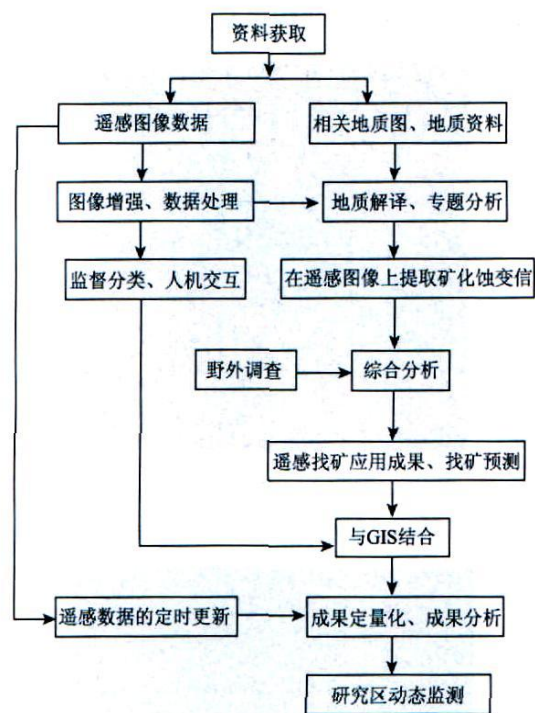 资料获取
遥感图像数据
相关地质图、地质资料
图像增强、数据处理
地质解译、专题分析
监督分类、人机交互
在遥感图像上提取矿化蚀变信
野外调查
综合分析
遥感找矿应用成果、找矿预测
与GIS结合
遥感数据的定时更新
成果定量化、成果分析
研究区动态监测